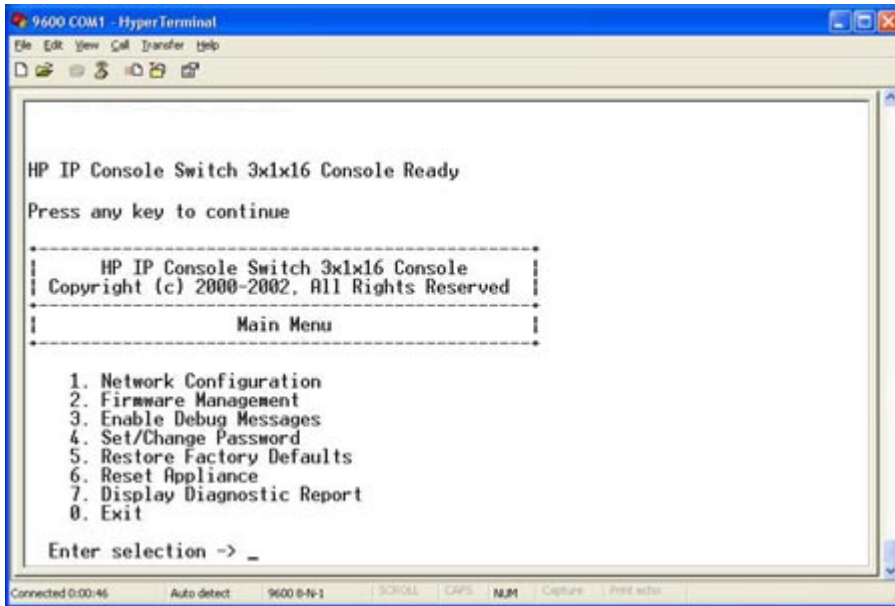 9600 COM1 - HyperTerminal
File Edit View Call Transfer Help
HP IP Console Switch 3x1x16 Console Ready
Press any key to continue
HP IP Console Switch 3x1x16 Console
Copyright (c) 2000-2002, All Rights Reserved
Main Menu
1. Network Configuration
2. Firmware Management
3. Enable Debug Messages
4. Set/Change Password
5. Restore Factory Defaults
6. Reset Appliance
7. Display Diagnostic Report
0. Exit
Enter selection -> _
Connected 0:00:46 Auto detect 9600 8-N-1 SCROLL CAPS NUM Capture Print echo